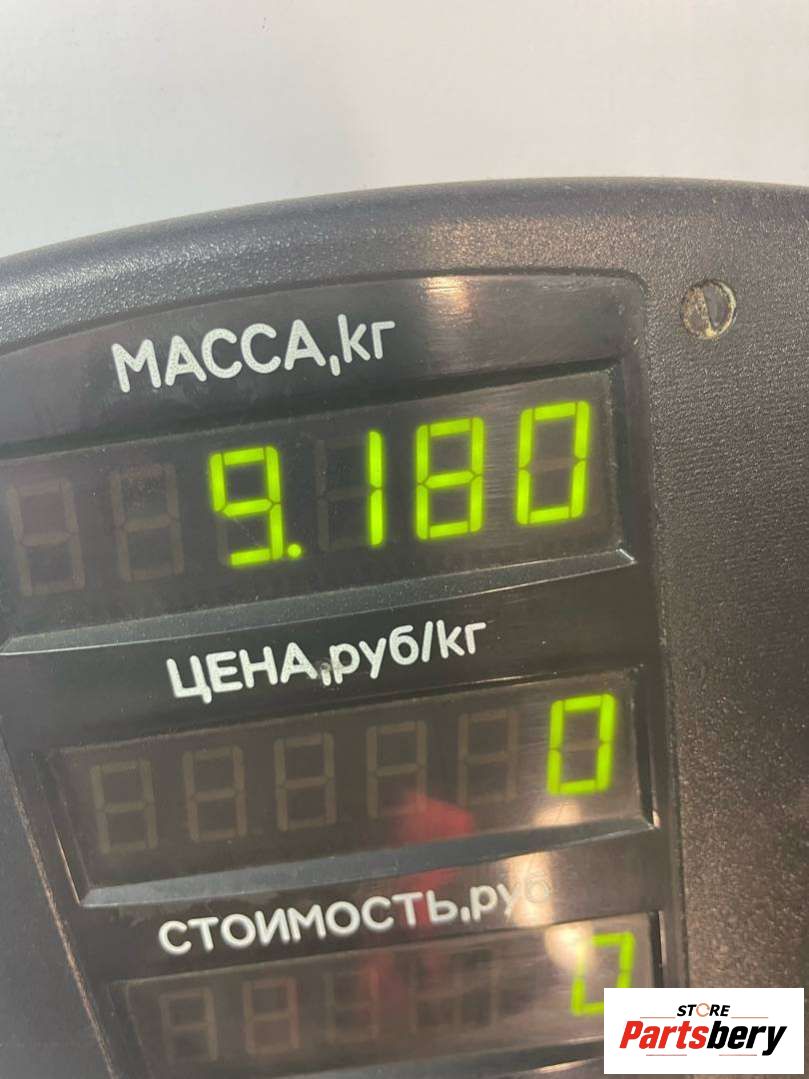 МАССА,кг
9.180
ЦЕНА,руб/кг
0
СТОИМОСТЬ,руб
0
STORE
Partsbery